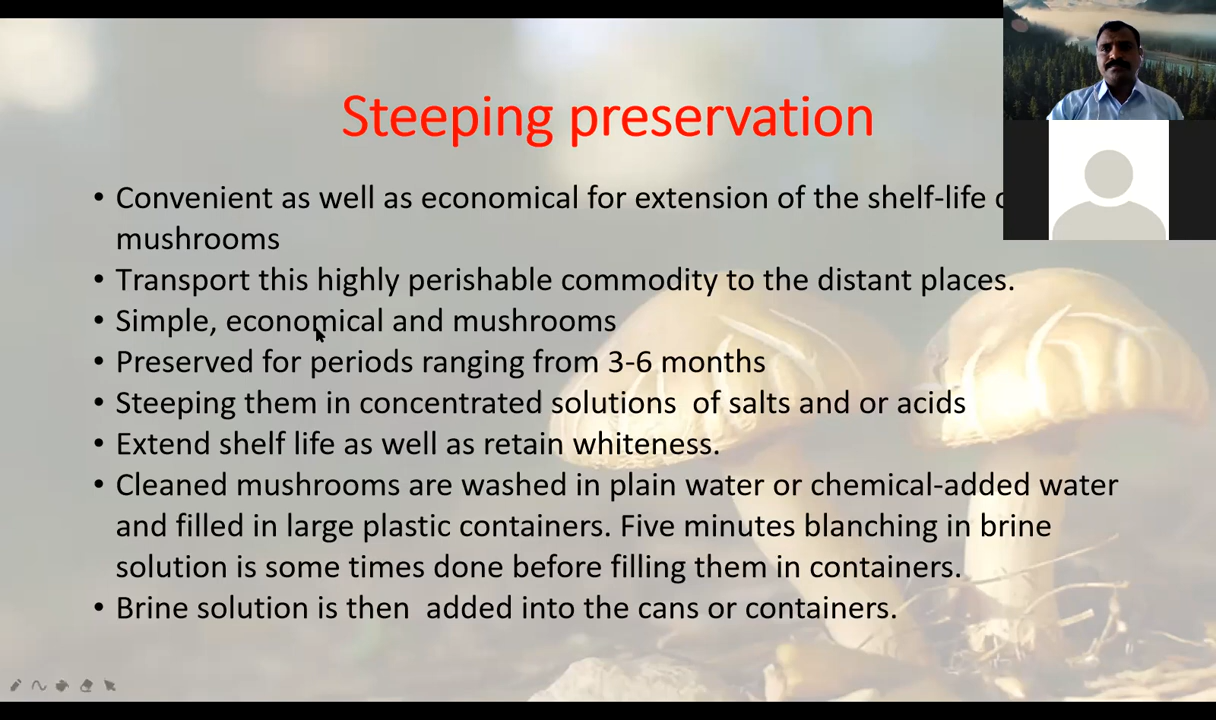 Steeping preservation
• Convenient as well as economical for extension of the shelf-life
mushrooms
• Transport this highly perishable commodity to the distant places.
• Simple, economical and mushrooms
• Preserved for periods ranging from 3-6 months
• Steeping them in concentrated solutions  of salts and or acids
• Extend shelf life as well as retain whiteness.
• Cleaned mushrooms are washed in plain water or chemical-added water
and filled in large plastic containers. Five minutes blanching in brine
solution is some times done before filling them in containers.
• Brine solution is then  added into the cans or containers.